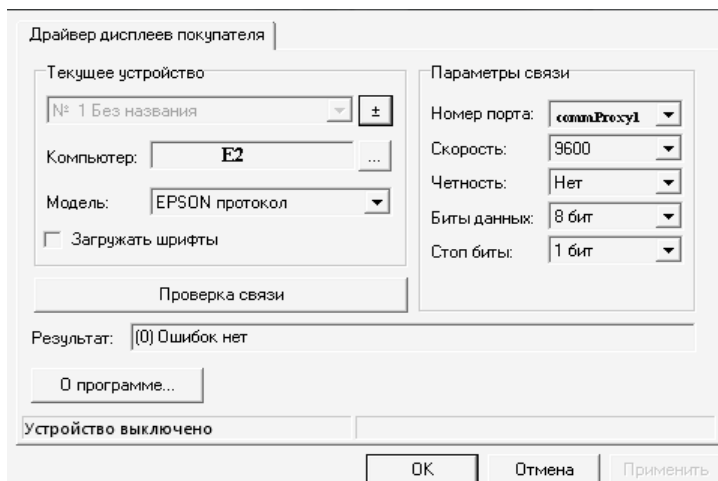 Драйвер дисплеев покупателя
Текущее устройство
№ 1 Без названия
±
Компьютер: E2
...
Модель: EPSON протокол
Загружать шрифты
Проверка связи
Параметры связи
Номер порта: commProxy1
Скорость: 9600
Четность: Нет
Биты данных: 8 бит
Стоп биты: 1 бит
Результат: (0) Ошибок нет
О программе...
Устройство выключено
OK Отмена Применить